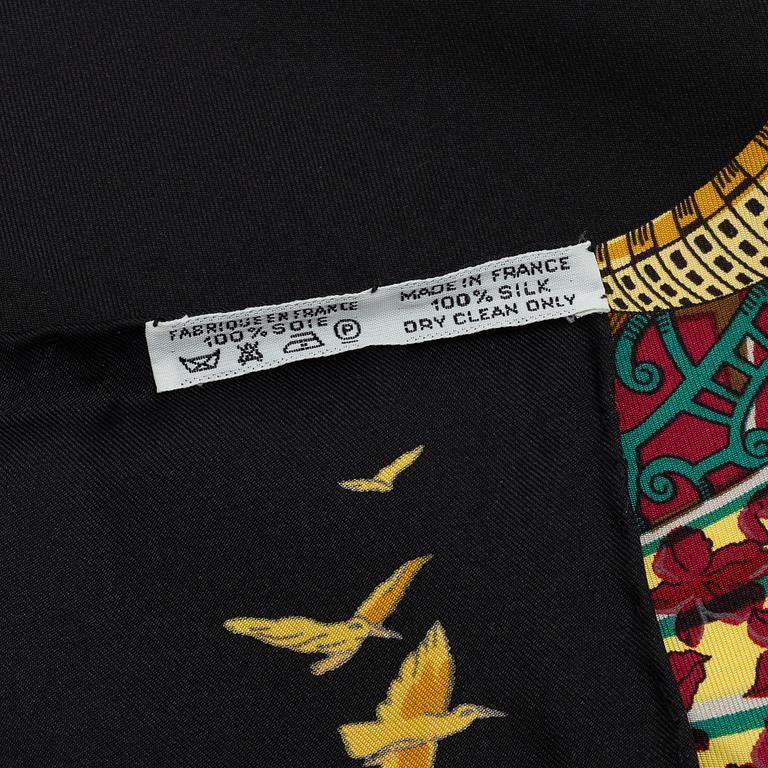 FABRIQUE EN FRANCE
100% SOIE
P
MADE IN FRANCE
100% SILK
DRY CLEAN ONLY